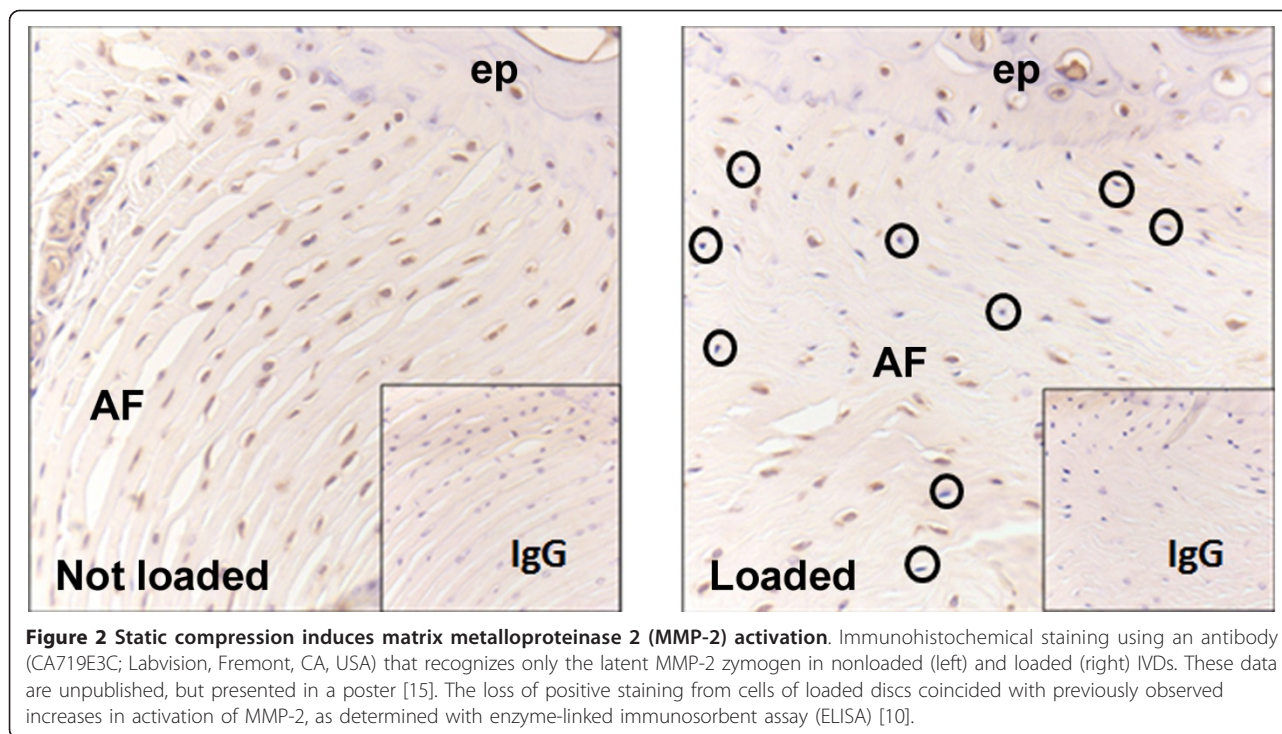 ep
AF
IgG
Not loaded
ep
AF
IgG
Loaded
Figure 2 Static compression induces matrix metalloproteinase 2 (MMP-2) activation. Immunohistochemical staining using an antibody
(CA719E3C; Labvision, Fremont, CA, USA) that recognizes only the latent MMP-2 zymogen in nonloaded (left) and loaded (right) IVDs. These data
are unpublished, but presented in a poster [15]. The loss of positive staining from cells of loaded discs coincided with previously observed
increases in activation of MMP-2, as determined with enzyme-linked immunosorbent assay (ELISA) [10].